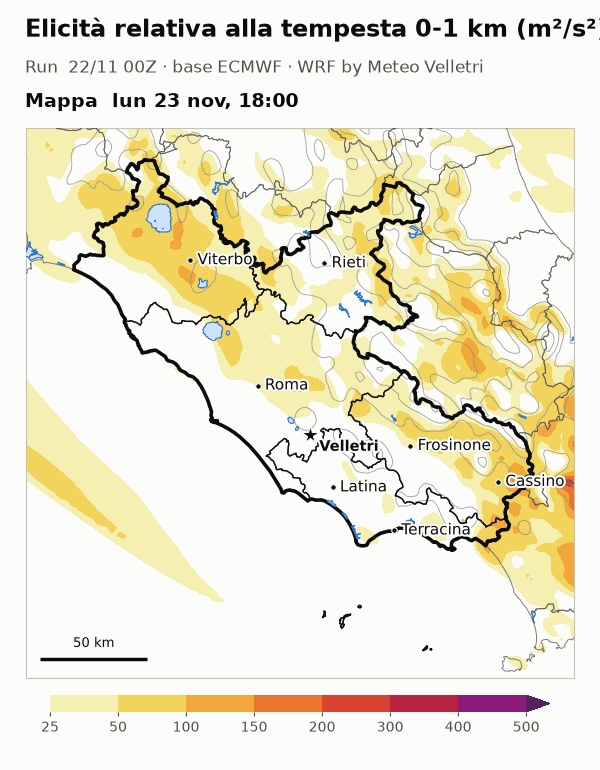 Elicità relativa alla tempesta 0-1 km (m²/s²)
Run  22/11 00Z · base ECMWF · WRF by Meteo Velletri
Mappa  lun 23 nov, 18:00
Viterbo
Rieti
Roma
Velletri
Frosinone
Cassino
Latina
Terracina
50 km
25 50 100 150 200 300 400 500